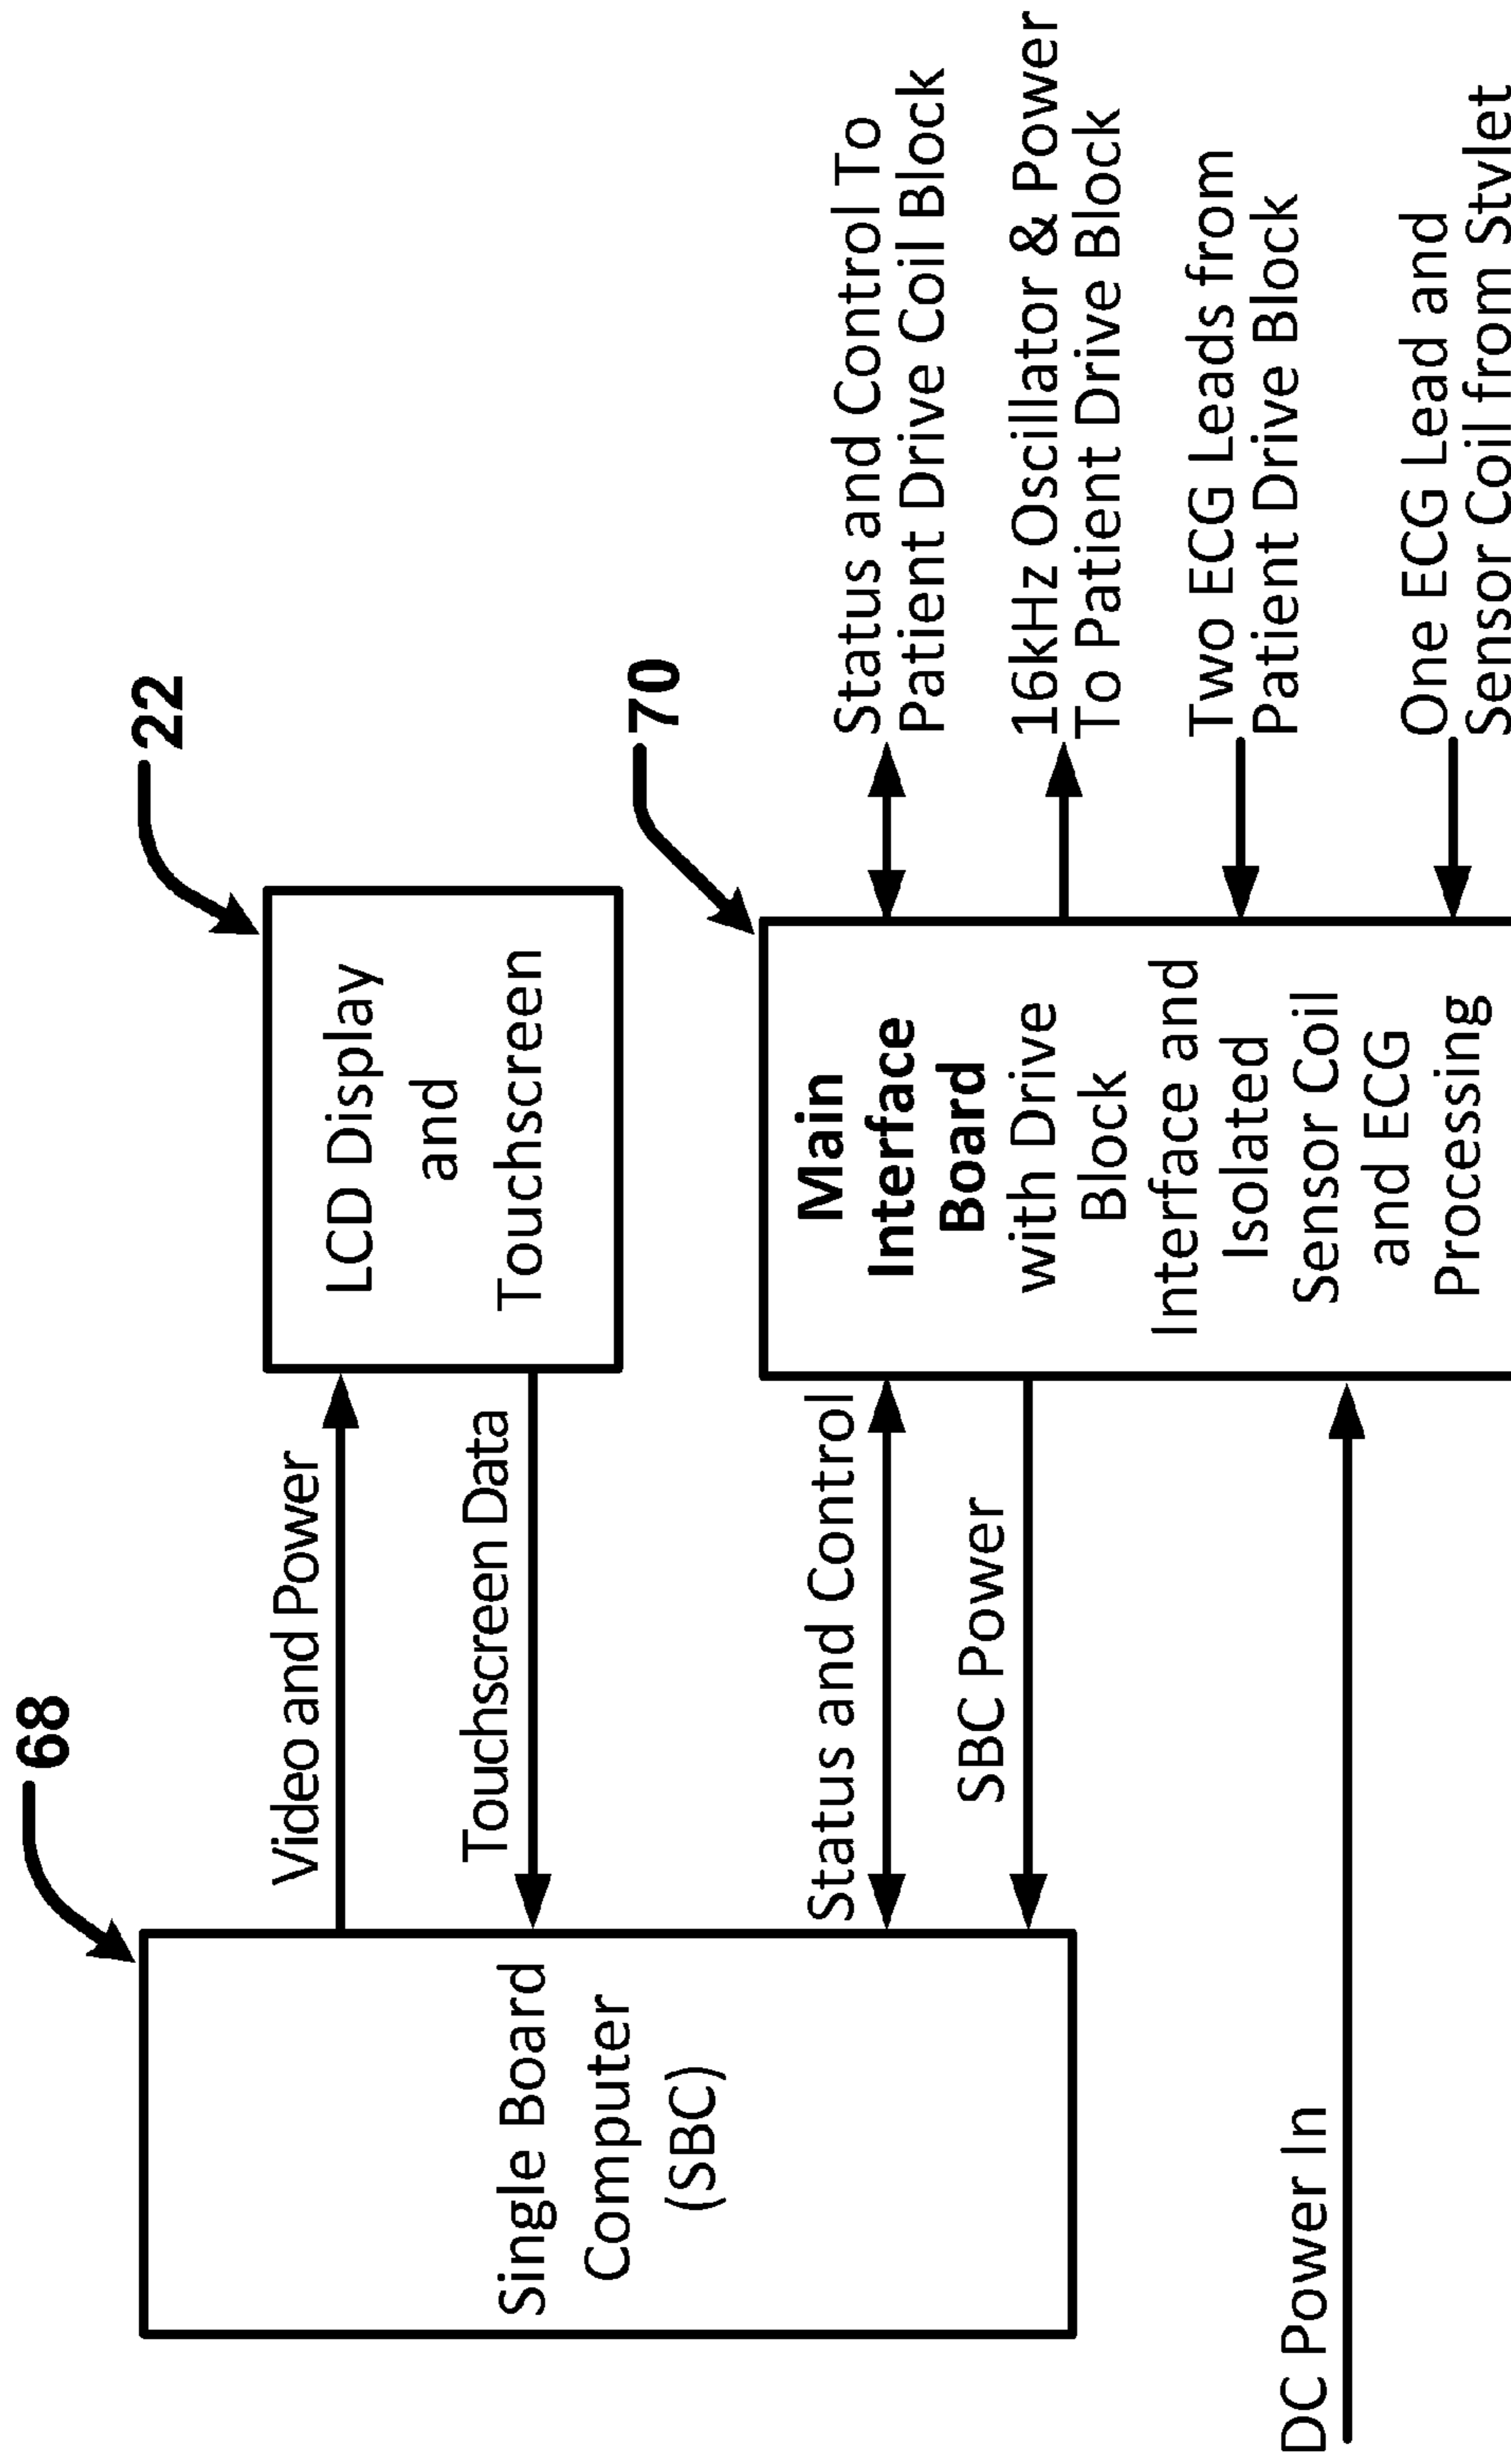 68
Single Board
Computer
(SBC)
Video and Power
Touchscreen Data
22
LCD Display
and
Touchscreen
Status and Control
SBC Power
DC Power In
70
Main
Interface
Board
with Drive
Block
Interface and
Isolated
Sensor Coil
and ECG
Processing
Status and Control To
Patient Drive Coil Block
16kHz Oscillator & Power
To Patient Drive Block
Two ECG Leads from
Patient Drive Block
One ECG Lead and
Sensor Coil from Stylet